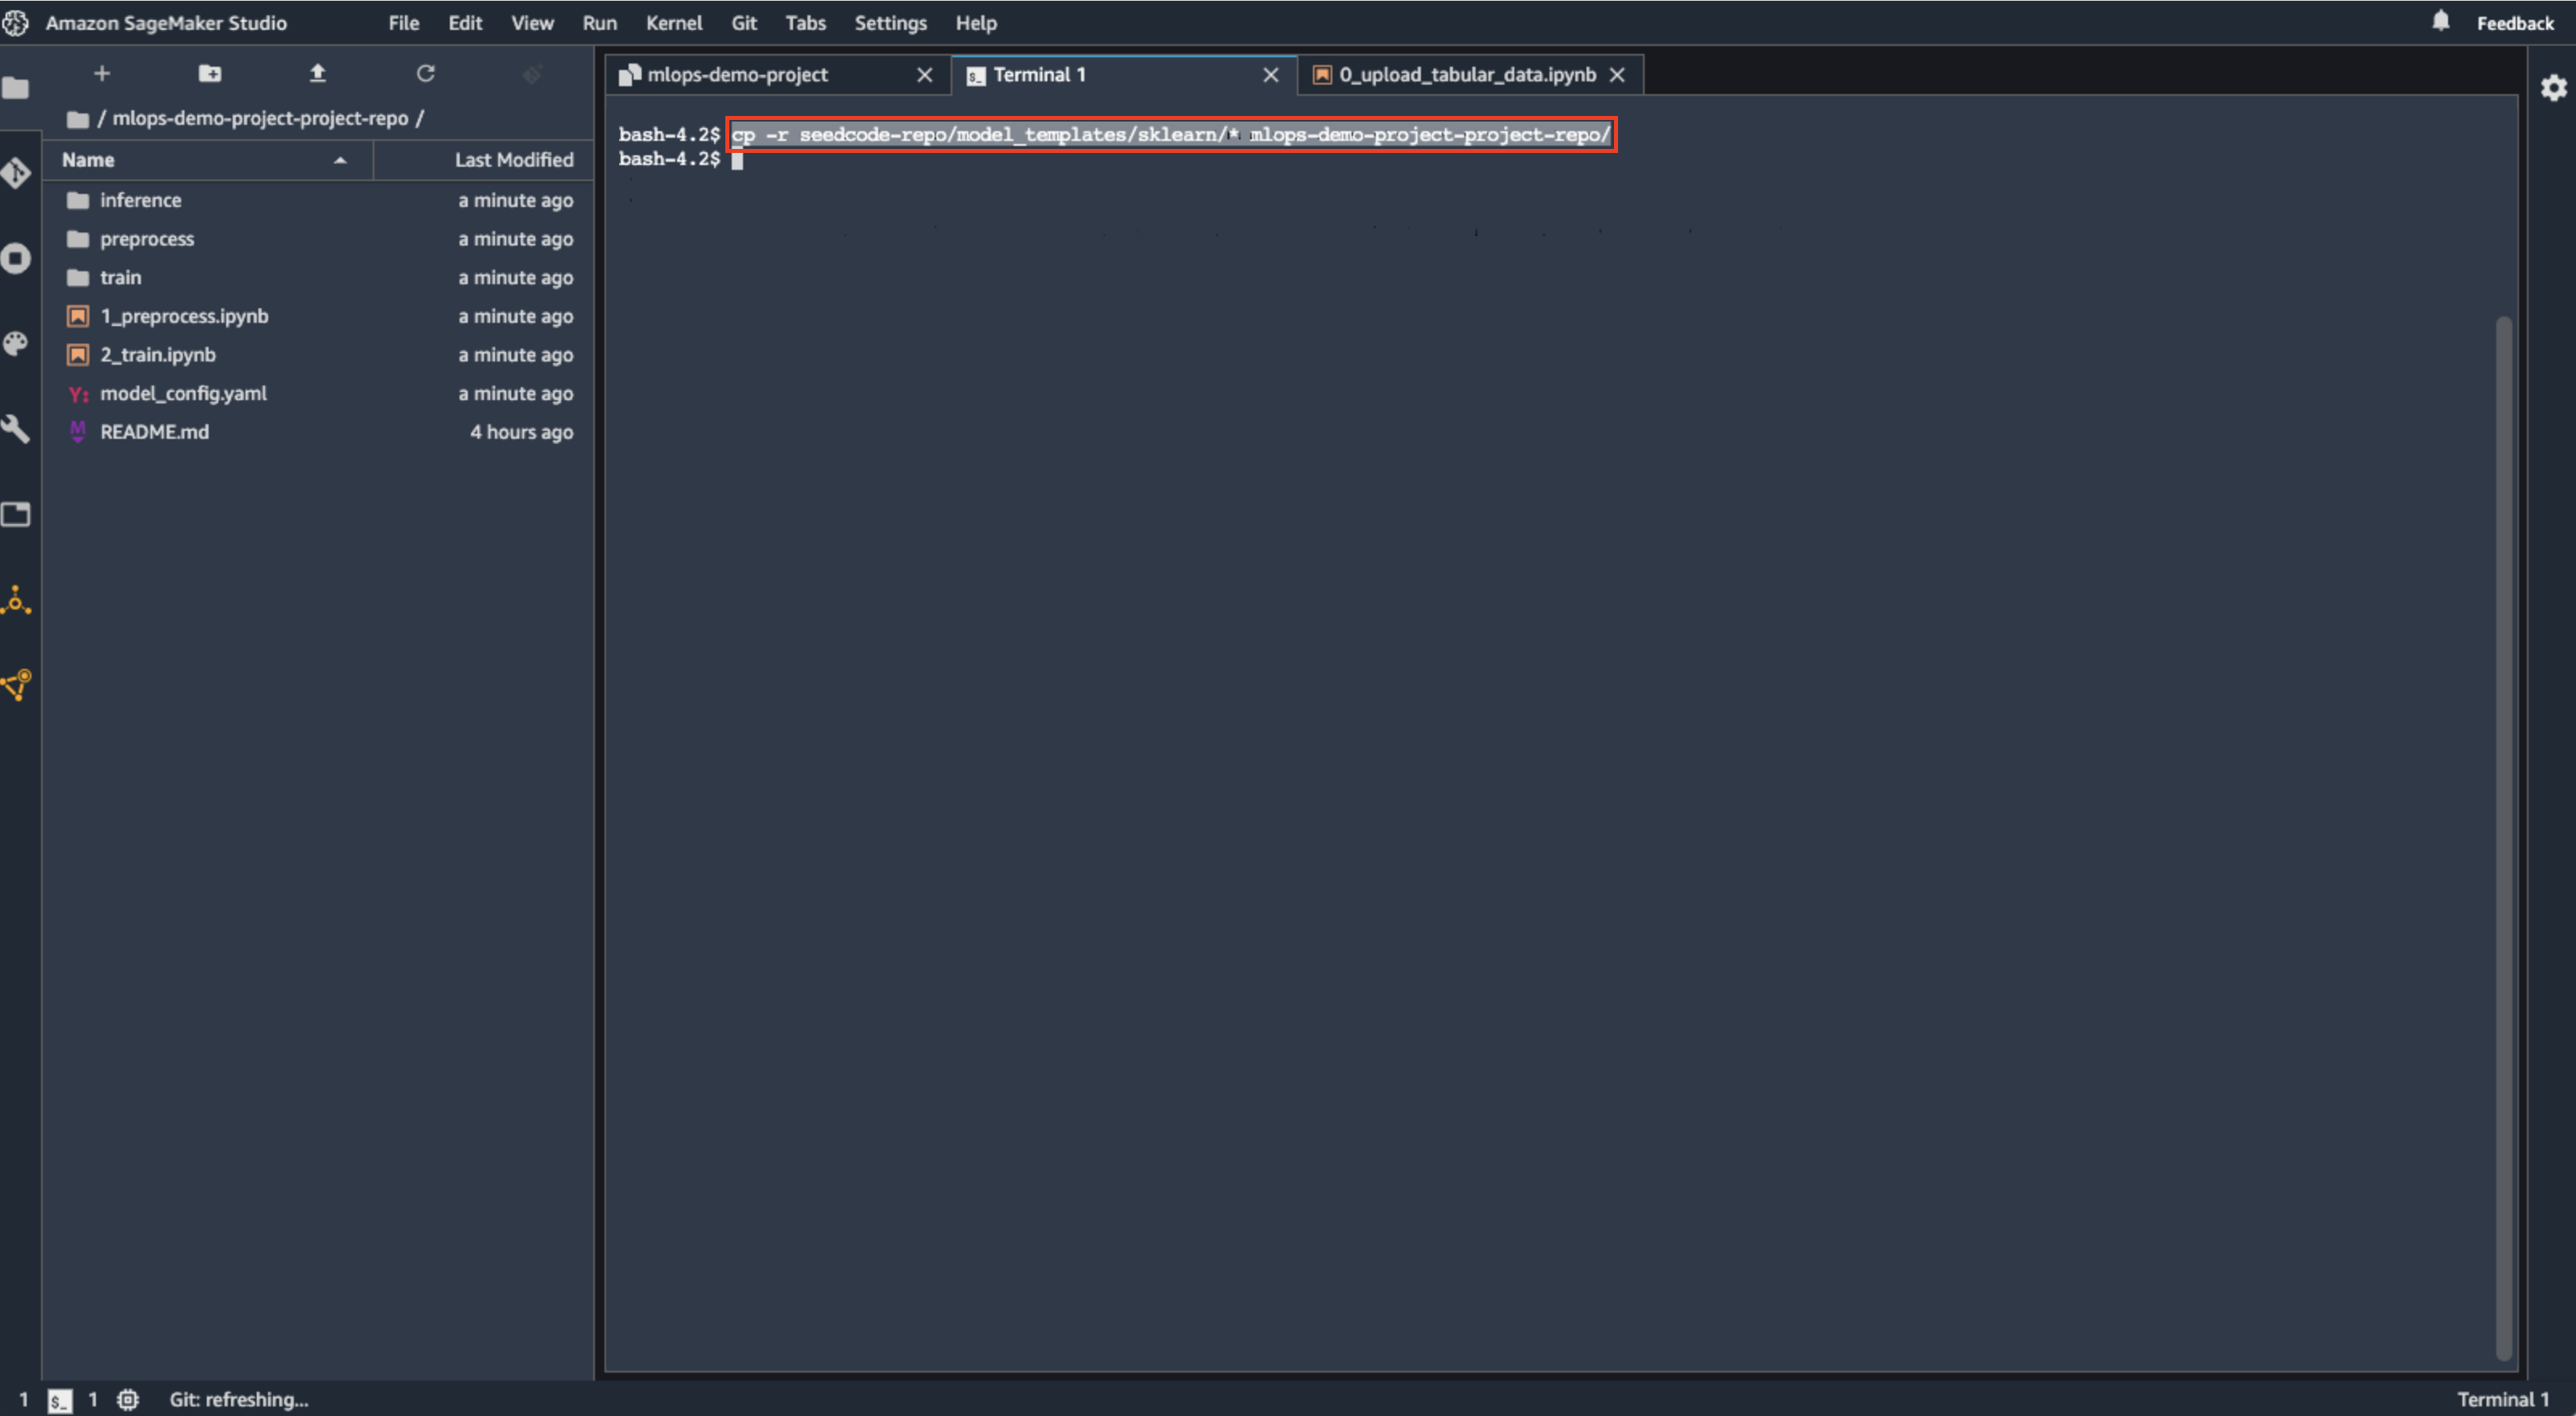 Amazon SageMaker Studio File Edit View Run Kernel Git Tabs Settings Help Feedback
mlops-demo-project Terminal 1 0_upload_tabular_data.ipynb
/ mlops-demo-project-project-repo /
Name Last Modified
inference a minute ago
preprocess a minute ago
train a minute ago
1_preprocess.ipynb a minute ago
2_train.ipynb a minute ago
model_config.yaml a minute ago
README.md 4 hours ago
bash-4.2$ cp -r seedcode-repo/model_templates/sklearn/* mlops-demo-project-project-repo/
bash-4.2$
1 $_ 1 Git: refreshing... Terminal 1